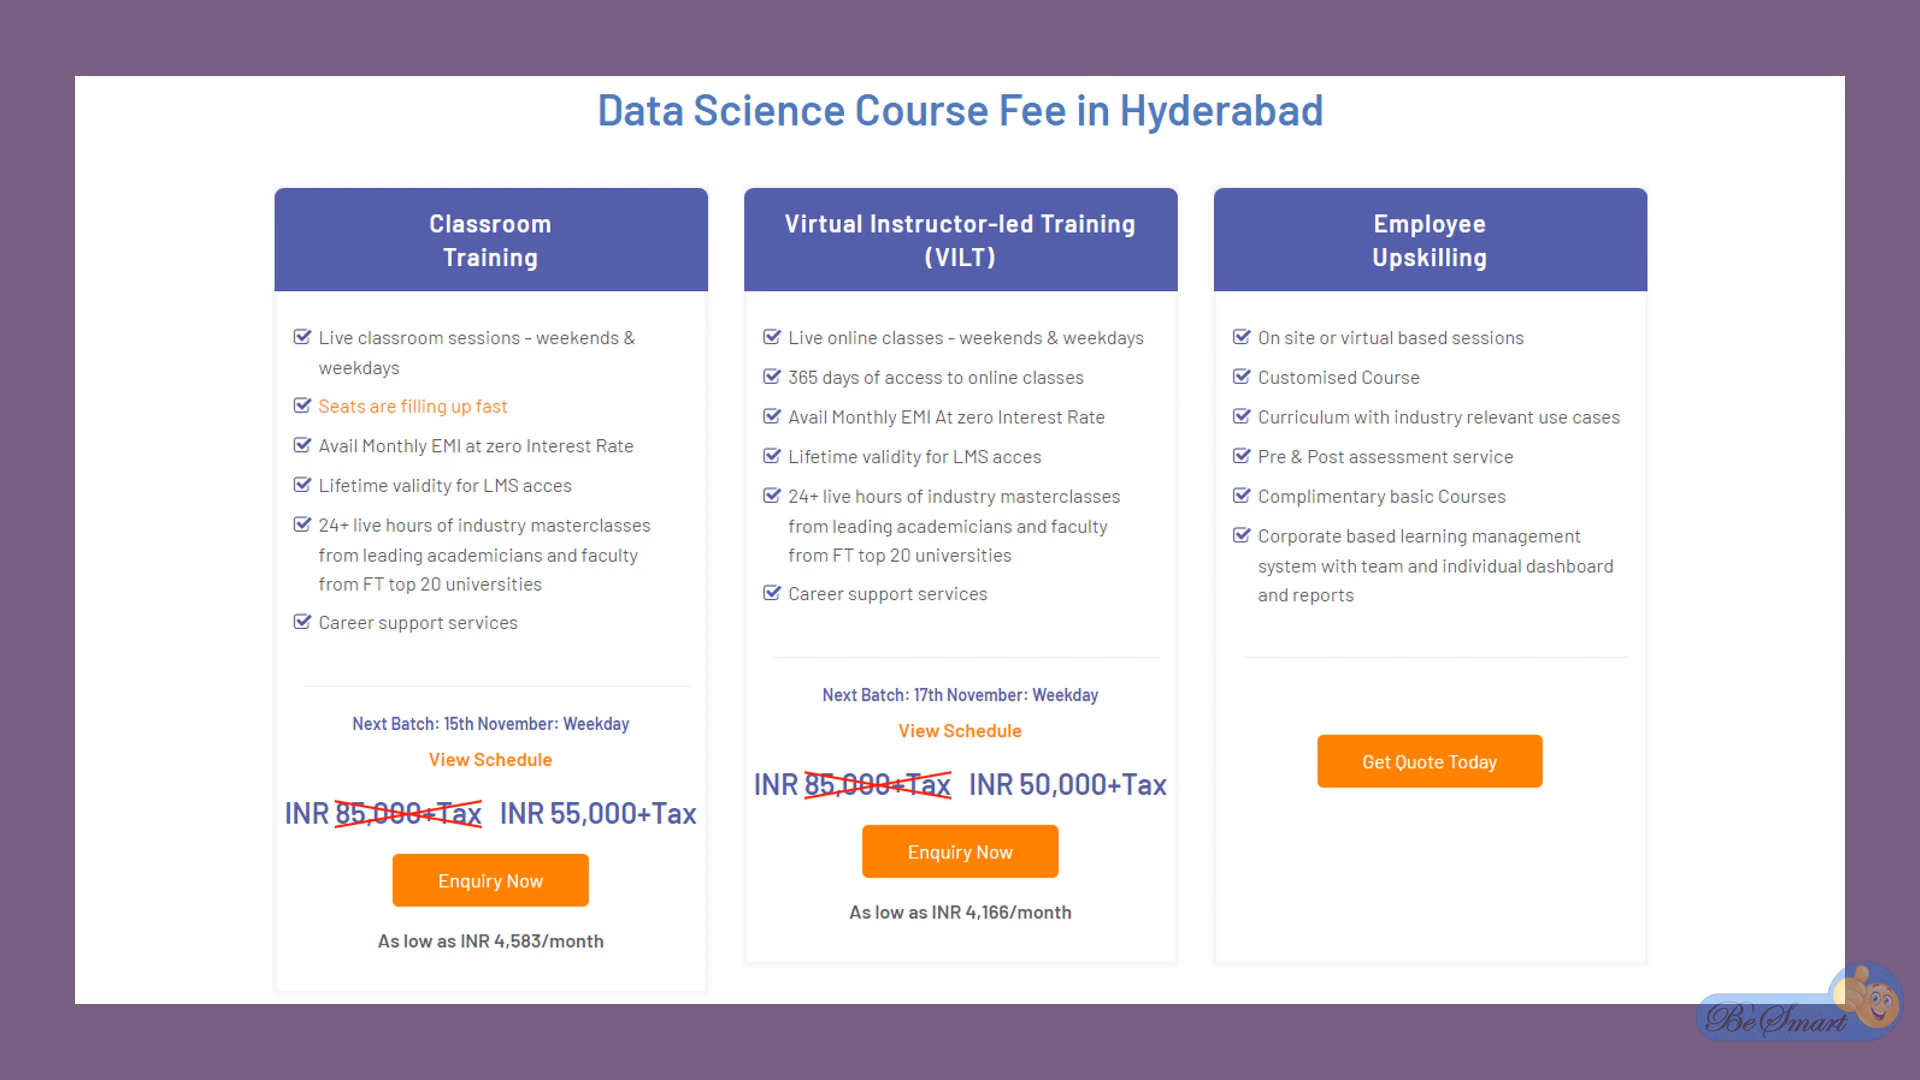 Data Science Course Fee in Hyderabad
Classroom
Training
Live classroom sessions - weekends &
weekdays
Seats are filling up fast
Avail Monthly EMI at zero Interest Rate
Lifetime validity for LMS acces
24+ live hours of industry masterclasses
from leading academicians and faculty
from FT top 20 universities
Career support services
Next Batch: 15th November: Weekday
View Schedule
INR 85,000+Tax INR 55,000+Tax
Enquiry Now
As low as INR 4,583/month
Virtual Instructor-led Training
(VILT)
Live online classes - weekends & weekdays
365 days of access to online classes
Avail Monthly EMI At zero Interest Rate
Lifetime validity for LMS acces
24+ live hours of industry masterclasses
from leading academicians and faculty
from FT top 20 universities
Career support services
Next Batch: 17th November: Weekday
View Schedule
INR 85,000+Tax INR 50,000+Tax
Enquiry Now
As low as INR 4,166/month
Employee
Upskilling
On site or virtual based sessions
Customised Course
Curriculum with industry relevant use cases
Pre & Post assessment service
Complimentary basic Courses
Corporate based learning management
system with team and individual dashboard
and reports
Get Quote Today
Be Smart